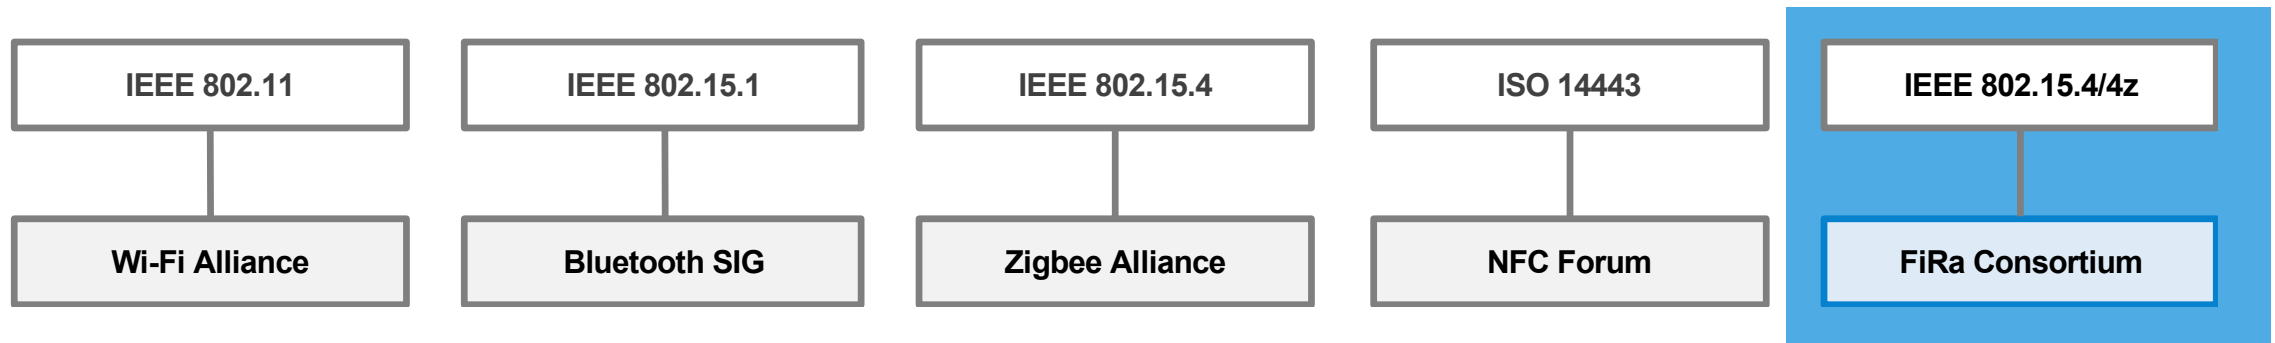 IEEE 802.11
IEEE 802.15.1
IEEE 802.15.4
ISO 14443
IEEE 802.15.4/4z
Wi-Fi Alliance
Bluetooth SIG
Zigbee Alliance
NFC Forum
FiRa Consortium